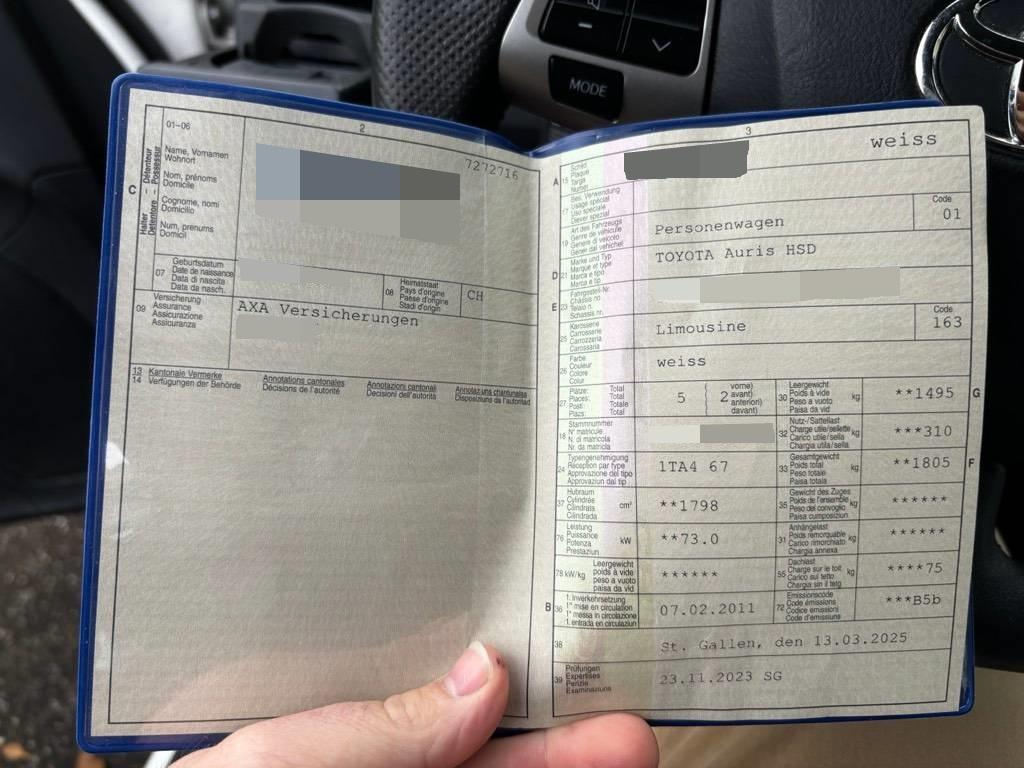 MODE
2
01-06
C
Halter - Détenteur
Detentore - Possessur
Name, Vornamen
Wohnort
Nom, prénoms
Domicile
Cognome, nomi
Domicilio
Num, prenums
Domicil
7272716
07
Geburtsdatum
Date de naissance
Data di nascita
Data da nasch.
08
Heimatstaat
Pays d'origine
Paese d'origine
Stadi d'origin
CH
09
Versicherung
Assurance
Assicurazione
Assicuranza
AXA Versicherungen
13 Kantonale Vermerke
14 Verfügungen der Behörde
Annotations cantonales
Décisions de l'autorité
Annotazioni cantonali
Decisioni dell'autorità
Annotaziuns chantunalas
Disposiziuns da l'autoritad
3
A 15
Schild
Plaque
Targa
Numer
weiss
17
Bes. Verwendung
Usage spécial
Uso speciale
Diever spezial
19
Art des Fahrzeugs
Genre de véhicule
Genere di veicolo
Gener dal vehichel
Personenwagen
Code
01
D 21
Marke und Typ
Marque et type
Marca e tipo
Marca e tip
TOYOTA Auris HSD
E 23
Fahrgestell-Nr.
Châssis no
Telaio n.
Schassis nr.
25
Karosserie
Carrosserie
Carrozzeria
Carossaria
Limousine
Code
163
26
Farbe
Couleur
Colore
Colur
weiss
27
Plätze: Total
Places: Total
Posti: Totale
Plazs: Total
5
2
vorne)
avant)
anteriori)
davant)
30
Leergewicht
Poids à vide
Peso a vuoto
Paisa da vid
kg
**1495
G
18
Stammnummer
N° matricule
N. di matricola
Nr. da matricla
32
Nutz-/Sattellast
Charge utile/sellette
Carico utile/sella
Chargia utila/sella
kg
***310
24
Typengenehmigung
Réception par type
Approvazione del tipo
Approvaziun dal tip
1TA4 67
33
Gesamtgewicht
Poids total
Peso totale
Paisa totala
kg
**1805
F
37
Hubraum
Cylindrée
Cilindrata
Cilindrada
cm³
**1798
35
Gewicht des Zuges
Poids de l'ensemble
Peso del convoglio
Paisa cumposiziun
kg
******
76
Leistung
Puissance
Potenza
Prestaziun
kW
**73.0
31
Anhängelast
Poids remorquable
Carico rimorchiato
Chargia annexa
kg
******
78 kW/kg
Leergewicht
poids à vide
peso a vuoto
paisa da vid
******
55
Dachlast
Charge sur le toit
Carico sul tetto
Chargia sin il tetg
kg
****75
B 36
1. Inverkehrsetzung
1re mise en circulation
1a messa in circolazione
1. entrada en circulaziun
07.02.2011
72
Emissionscode
Code émissions
Codice emissioni
Code d'emissiuns
***B5b
38
St. Gallen, den 13.03.2025
39
Prüfungen
Expertises
Perizie
Examinaziuns
23.11.2023 SG